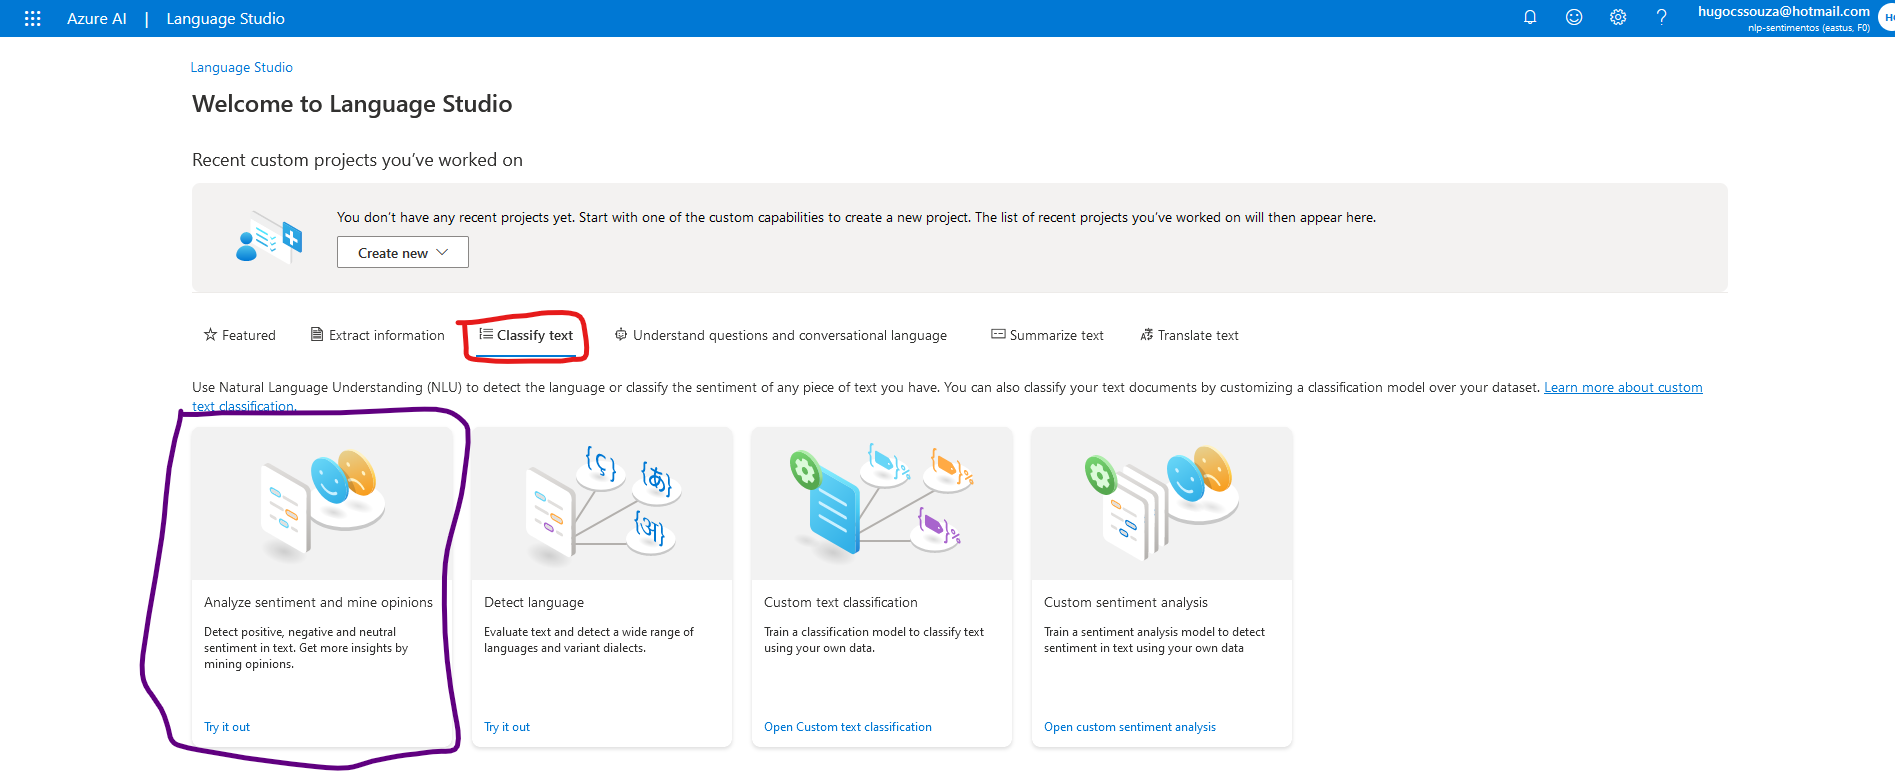 Azure AI | Language Studio
hugocssouza@hotmail.com
nlp-sentimentos (eastus, F0)
Language Studio
Welcome to Language Studio
Recent custom projects you've worked on
You don't have any recent projects yet. Start with one of the custom capabilities to create a new project. The list of recent projects you've worked on will then appear here.
Create new
Featured
Extract information
Classify text
Understand questions and conversational language
Summarize text
Translate text
Use Natural Language Understanding (NLU) to detect the language or classify the sentiment of any piece of text you have. You can also classify your text documents by customizing a classification model over your dataset. Learn more about custom
text classification.
Analyze sentiment and mine opinions
Detect positive, negative and neutral
sentiment in text. Get more insights by
mining opinions.
Try it out
{ç}
{あ}
{अ}
Detect language
Evaluate text and detect a wide range of
languages and variant dialects.
Try it out
Custom text classification
Train a classification model to classify text
using your own data.
Open Custom text classification
Custom sentiment analysis
Train a sentiment analysis model to detect
sentiment in text using your own data
Open custom sentiment analysis